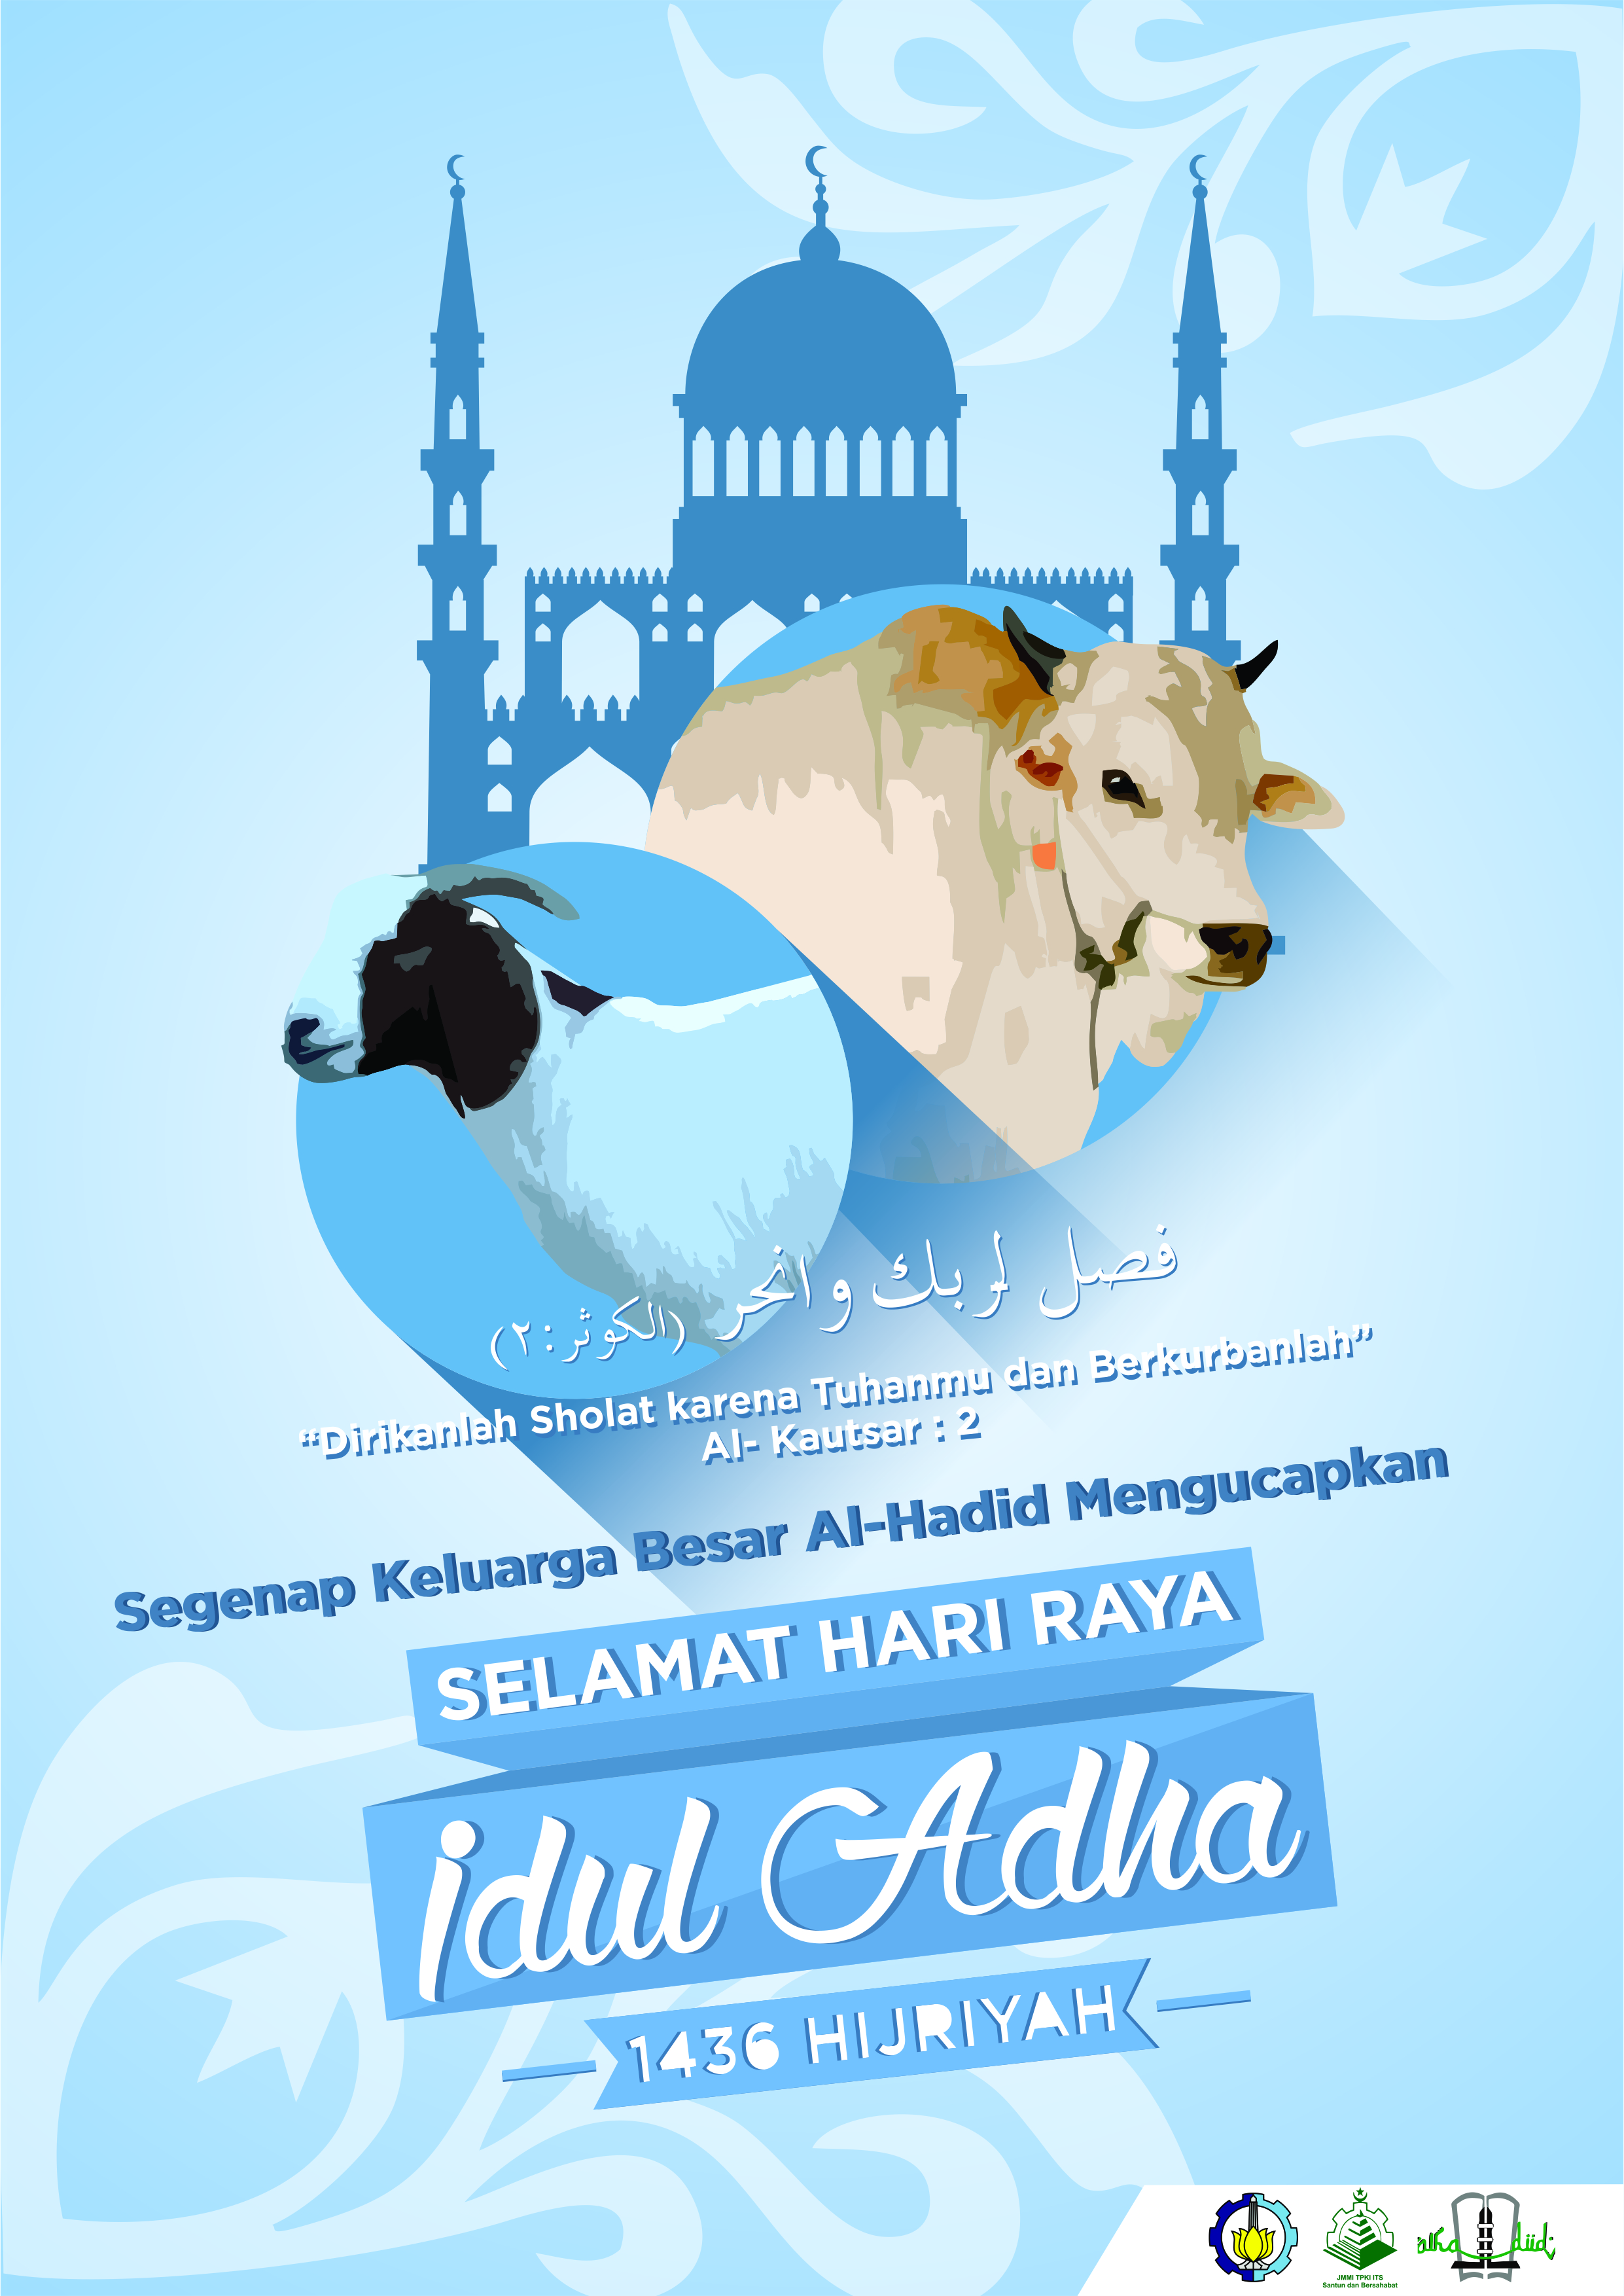 فصل لربك وانحر (الكوثر:٢)
“Dirikanlah Sholat karena Tuhanmu dan Berkurbanlah”
Al- Kautsar : 2
Segenap Keluarga Besar Al-Hadid Mengucapkan
SELAMAT HARI RAYA
idul Adha
1436 HIJRIYAH
JMMI TPKI ITS
Santun dan Bersahabat
alhadiid